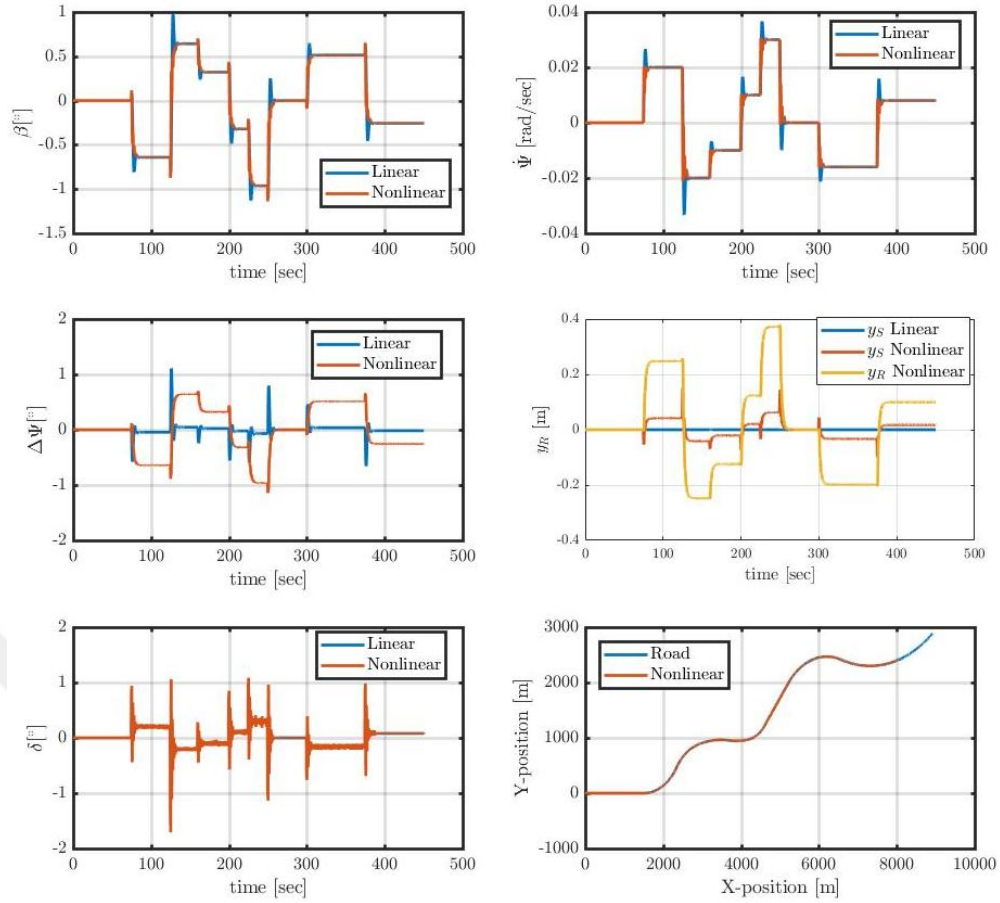 1
0.5
0
-0.5
-1
-1.5
β[°]
Linear
Nonlinear
0 100 200 300 400 500
time [sec]
0.04
0.02
0
-0.02
-0.04
Ψ̇ [rad/sec]
Linear
Nonlinear
0 100 200 300 400 500
time [sec]
2
1
0
-1
-2
ΔΨ[°]
Linear
Nonlinear
0 100 200 300 400 500
time [sec]
0.4
0.2
0
-0.2
-0.4
y_R [m]
y_S Linear
y_S Nonlinear
y_R Nonlinear
0 100 200 300 400 500
time [sec]
2
1
0
-1
-2
δ[°]
Linear
Nonlinear
0 100 200 300 400 500
time [sec]
3000
2000
1000
0
-1000
Y-position [m]
Road
Nonlinear
0 2000 4000 6000 8000 10000
X-position [m]